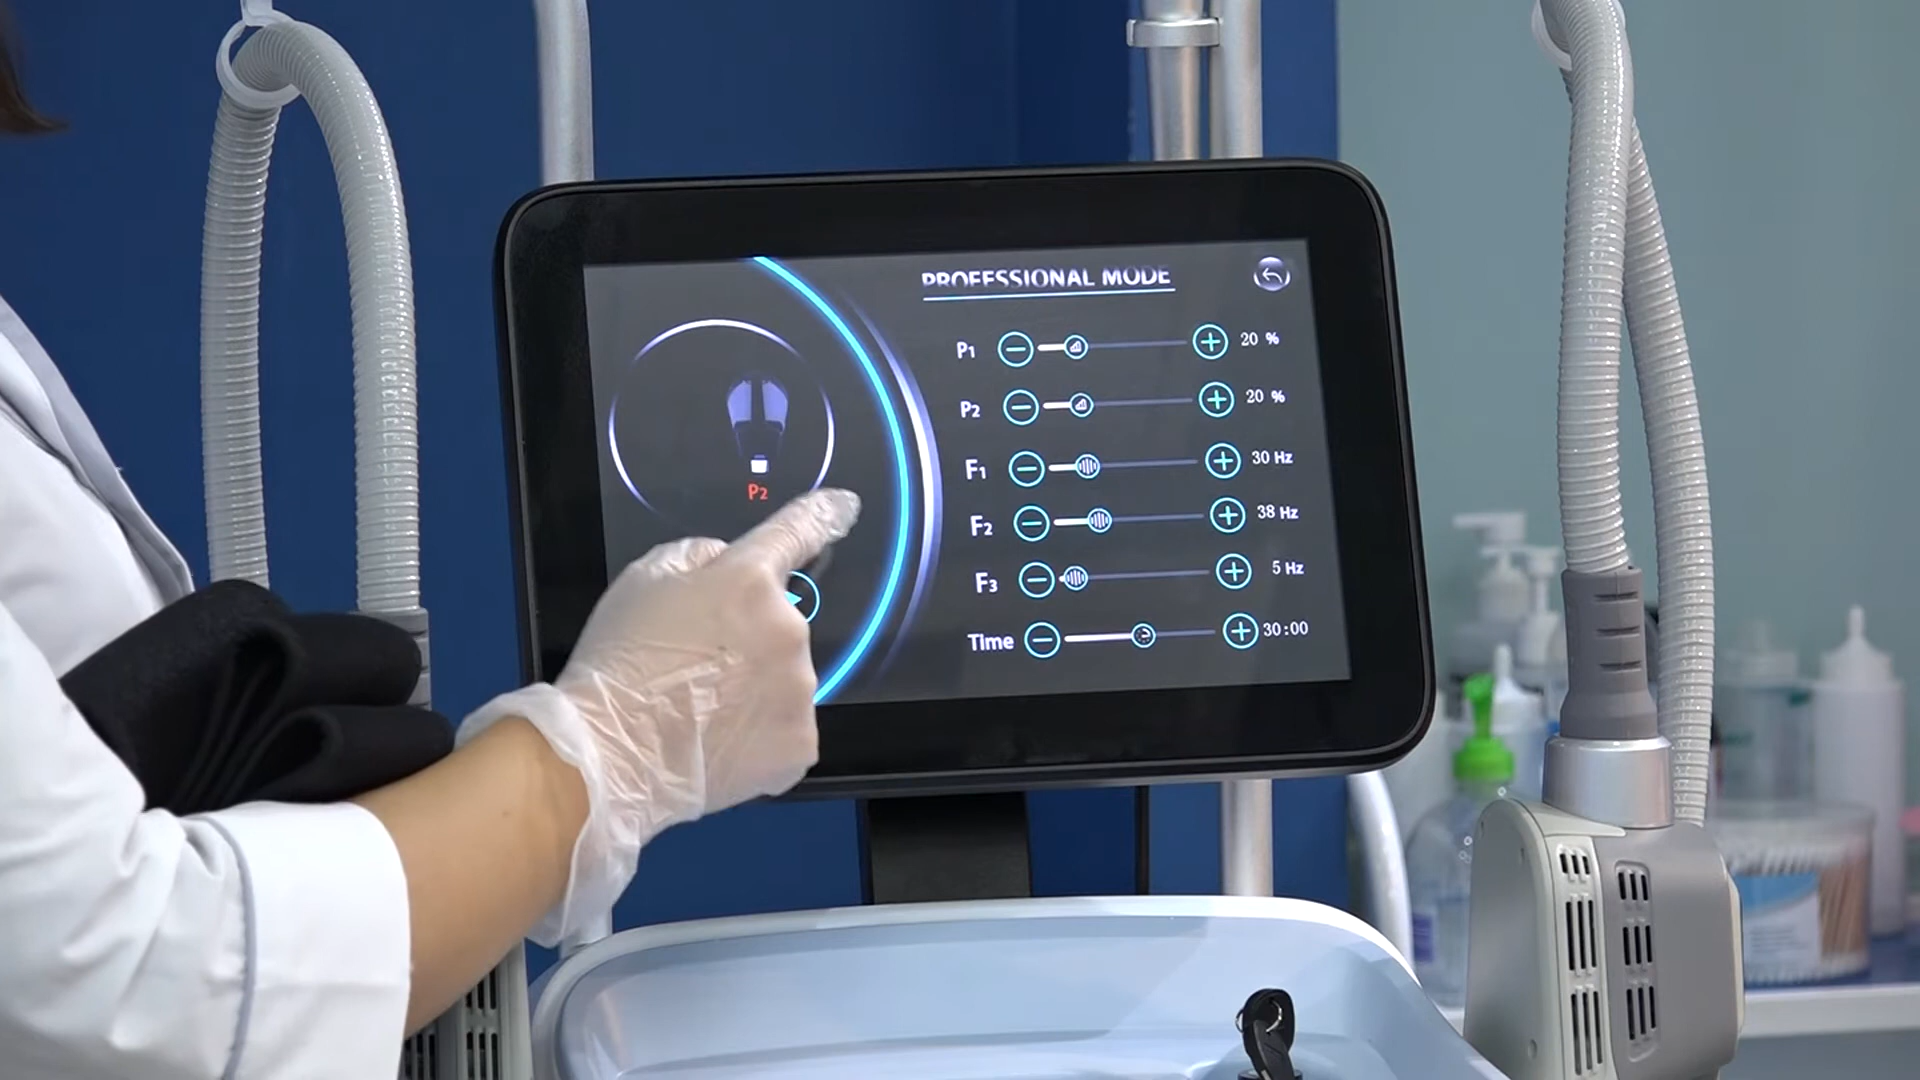 PROFESSIONAL MODE
P1 20 %
P2 20 %
F1 30 Hz
F2 38 Hz
F3 5 Hz
Time 30:00
P2